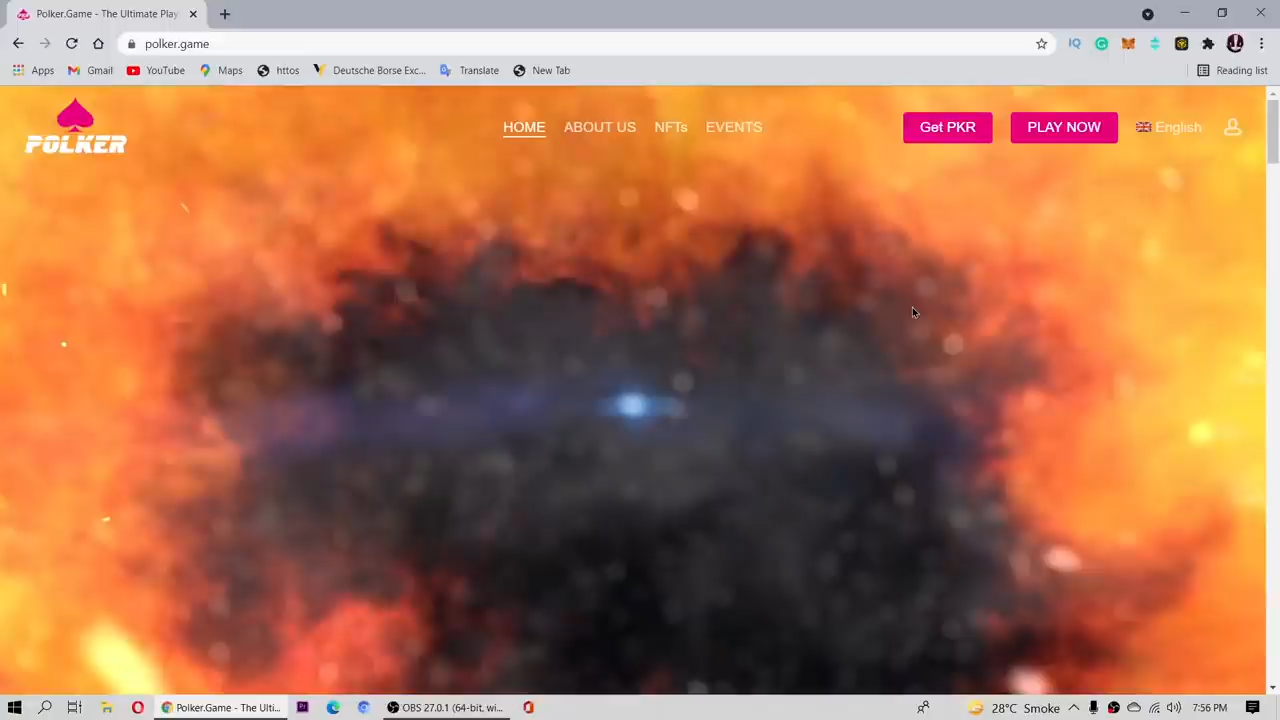 Polker.Game - The Ultimate Play
polker.game
Apps
Gmail
YouTube
Maps
httos
Deutsche Borse Exc...
Translate
New Tab
Reading list
POLKER
HOME
ABOUT US
NFTs
EVENTS
Get PKR
PLAY NOW
English
Polker.Game - The Ulti...
OBS 27.0.1 (64-bit, wi...
28°C Smoke
7:56 PM